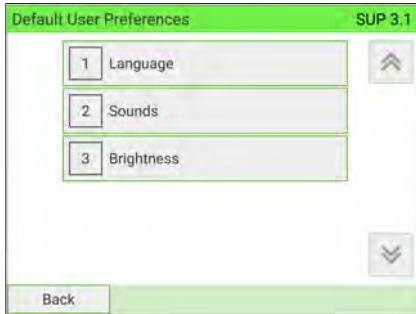 Default User Preferences SUP 3.1
1 Language
2 Sounds
3 Brightness
Back